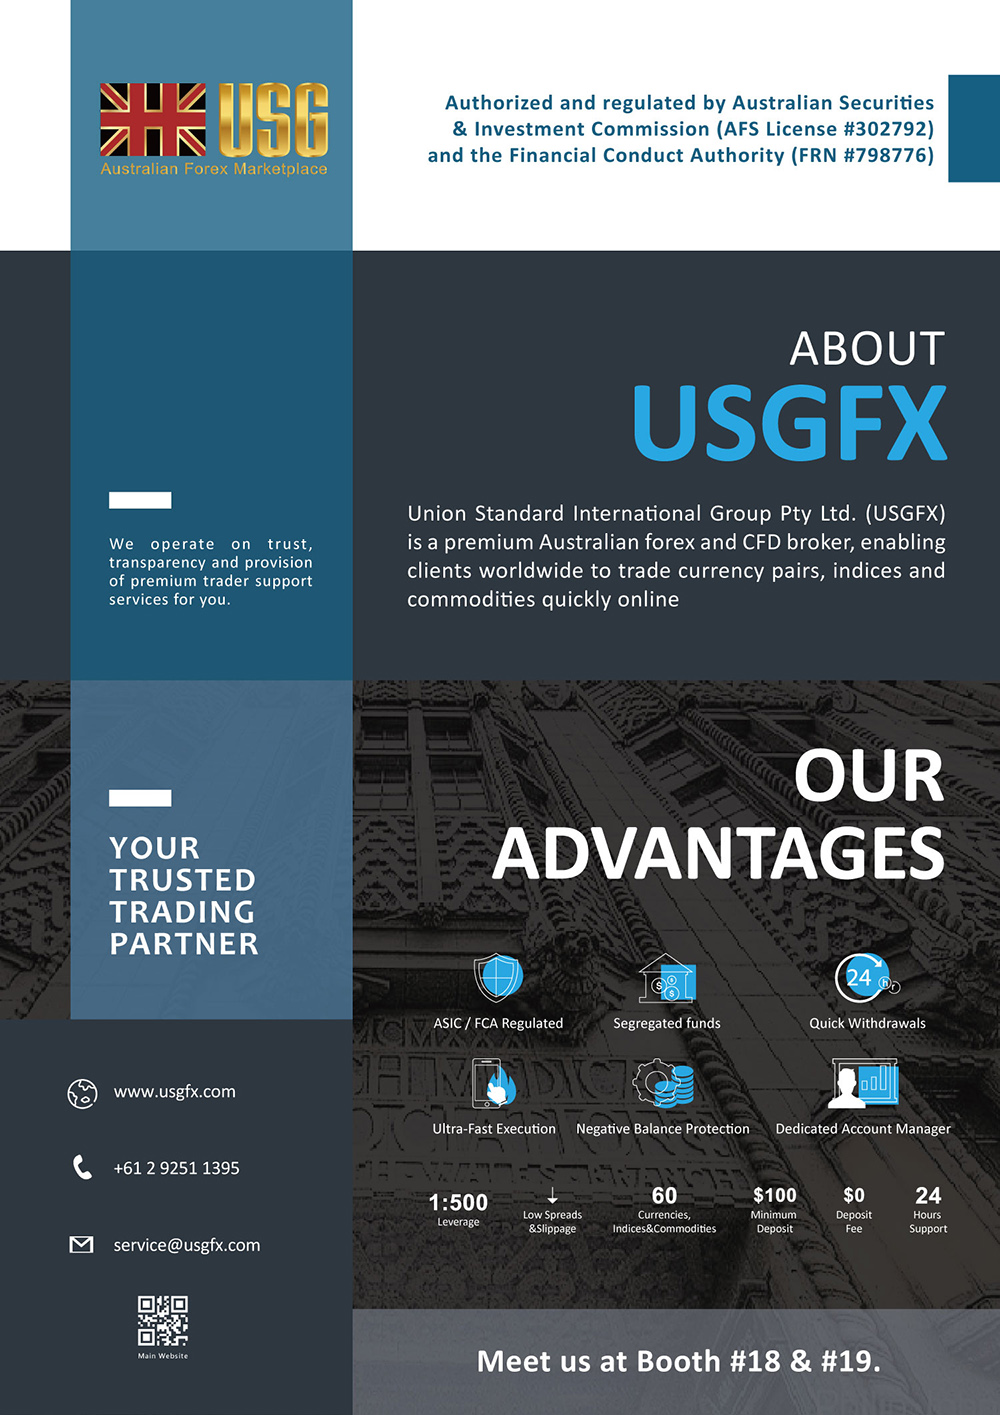 USG
Australian Forex Marketplace
Authorized and regulated by Australian Securities
& Investment Commission (AFS License #302792)
and the Financial Conduct Authority (FRN #798776)
ABOUT
USGFX
Union Standard International Group Pty Ltd. (USGFX)
is a premium Australian forex and CFD broker, enabling
clients worldwide to trade currency pairs, indices and
commodities quickly online
We operate on trust,
transparency and provision
of premium trader support
services for you.
YOUR
TRUSTED
TRADING
PARTNER
OUR
ADVANTAGES
ASIC / FCA Regulated
Segregated funds
24 hr
Quick Withdrawals
Ultra-Fast Execution
Negative Balance Protection
Dedicated Account Manager
1:500
Leverage
Low Spreads
&Slippage
60
Currencies,
Indices&Commodities
$100
Minimum
Deposit
$0
Deposit
Fee
24
Hours
Support
www.usgfx.com
+61 2 9251 1395
service@usgfx.com
Main Website
Meet us at Booth #18 & #19.